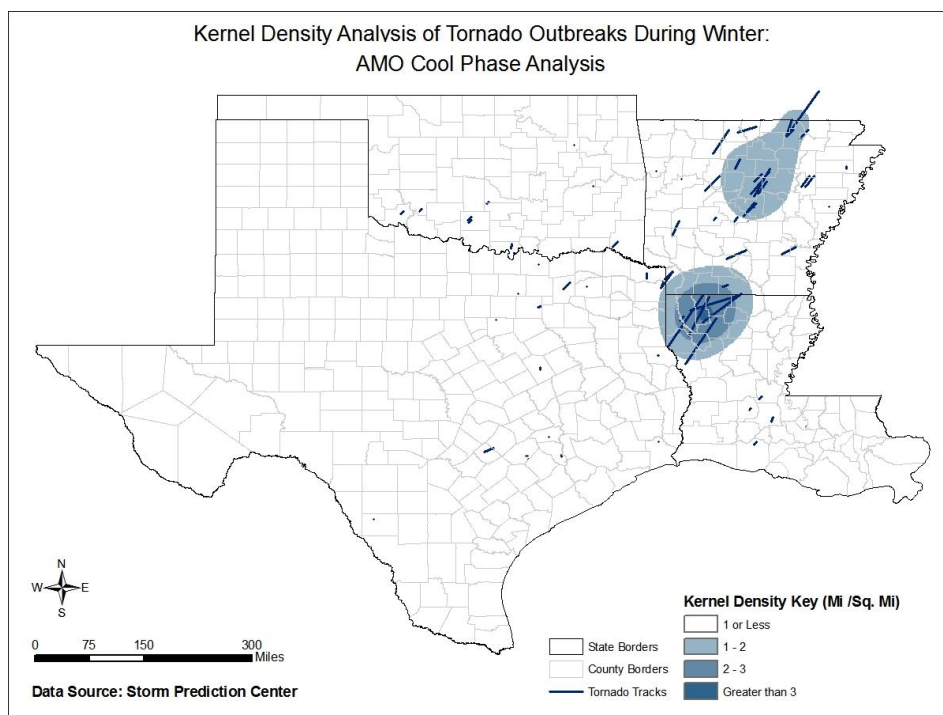 Kernel Density Analysis of Tornado Outbreaks During Winter:
AMO Cool Phase Analysis
N
W E
S
0 75 150 300
Miles
Data Source: Storm Prediction Center
State Borders
County Borders
Tornado Tracks
Kernel Density Key (Mi /Sq. Mi)
1 or Less
1 - 2
2 - 3
Greater than 3